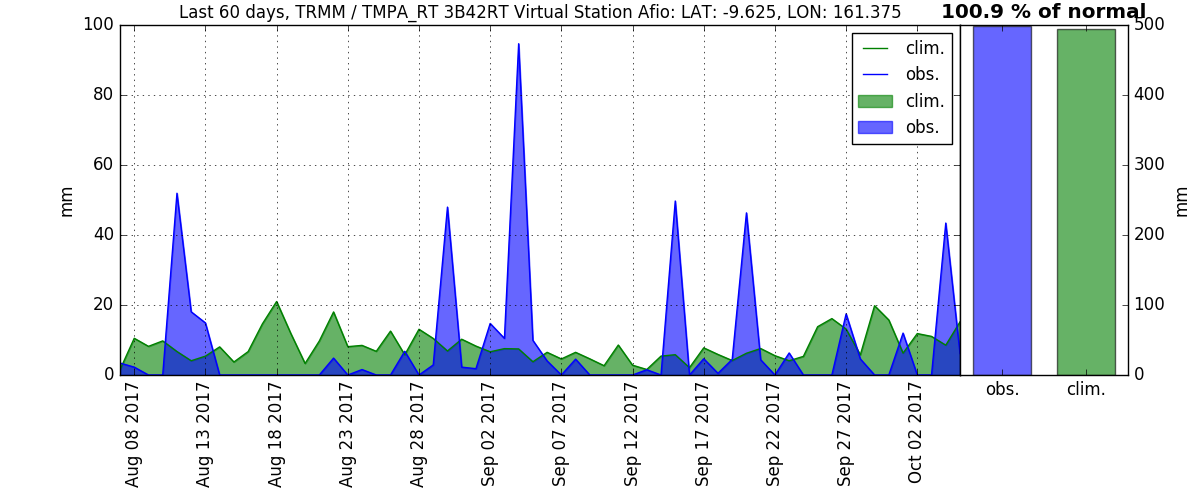 Last 60 days, TRMM / TMPA_RT 3B42RT Virtual Station Afio: LAT: -9.625, LON: 161.375
100.9 % of normal
100
80
60
40
20
0
mm
clim.
obs.
clim.
obs.
500
400
300
200
100
0
mm
Aug 08 2017
Aug 13 2017
Aug 18 2017
Aug 23 2017
Aug 28 2017
Sep 02 2017
Sep 07 2017
Sep 12 2017
Sep 17 2017
Sep 22 2017
Sep 27 2017
Oct 02 2017
obs.
clim.